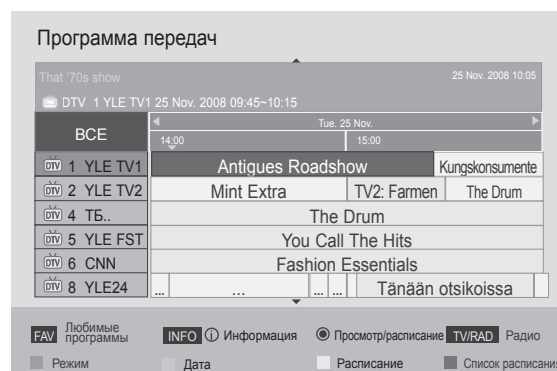 Программа передач
That '70s show 25 Nov. 2008 10:05
DTV 1 YLE TV1 25 Nov. 2008 09:45~10:15
ВСЕ
Tue. 25 Nov.
14:00 15:00
DTV 1 YLE TV1 Antigues Roadshow Kungskonsumente
DTV 2 YLE TV2 Mint Extra TV2: Farmen The Drum
DTV 4 ТБ.. The Drum
DTV 5 YLE FST You Call The Hits
DTV 6 CNN Fashion Essentials
DTV 8 YLE24 ... ... ... ... Tänään otsikoissa
FAV Любимые программы INFO i Информация Просмотр/расписание TV/RAD Радио
Режим Дата Расписание Список расписания